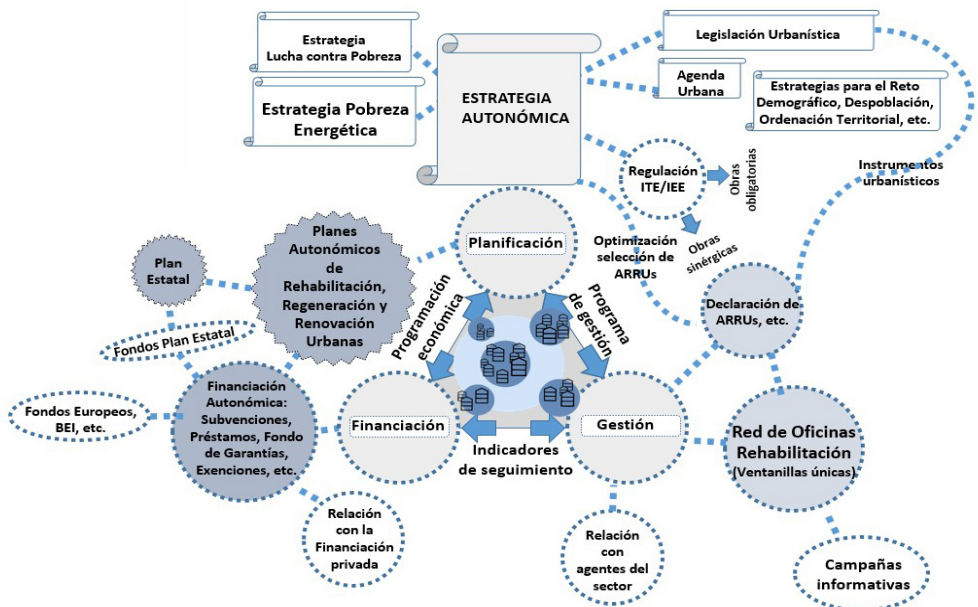 Estrategia
Lucha contra Pobreza
Estrategia Pobreza
Energética
ESTRATEGIA
AUTONÓMICA
Legislación Urbanística
Agenda
Urbana
Estrategias para el Reto
Demográfico, Despoblación,
Ordenación Territorial, etc.
Regulación
ITE/IEE
Obras
obligatorias
Obras
sinérgicas
Instrumentos
urbanísticos
Optimización
selección de
ARRUs
Planificación
Planes
Autonómicos
de
Rehabilitación,
Regeneración y
Renovación
Urbanas
Plan
Estatal
Fondos Plan Estatal
Programación
económica
Programa
de gestión
Declaración de
ARRUs, etc.
Financiación
Autonómica:
Subvenciones,
Préstamos, Fondo
de Garantías,
Exenciones, etc.
Fondos Europeos,
BEI, etc.
Financiación
Gestión
Indicadores
de seguimiento
Red de Oficinas
Rehabilitación
(Ventanillas únicas)
Relación
con la
Financiación
privada
Relación
con
agentes del
sector
Campañas
informativas